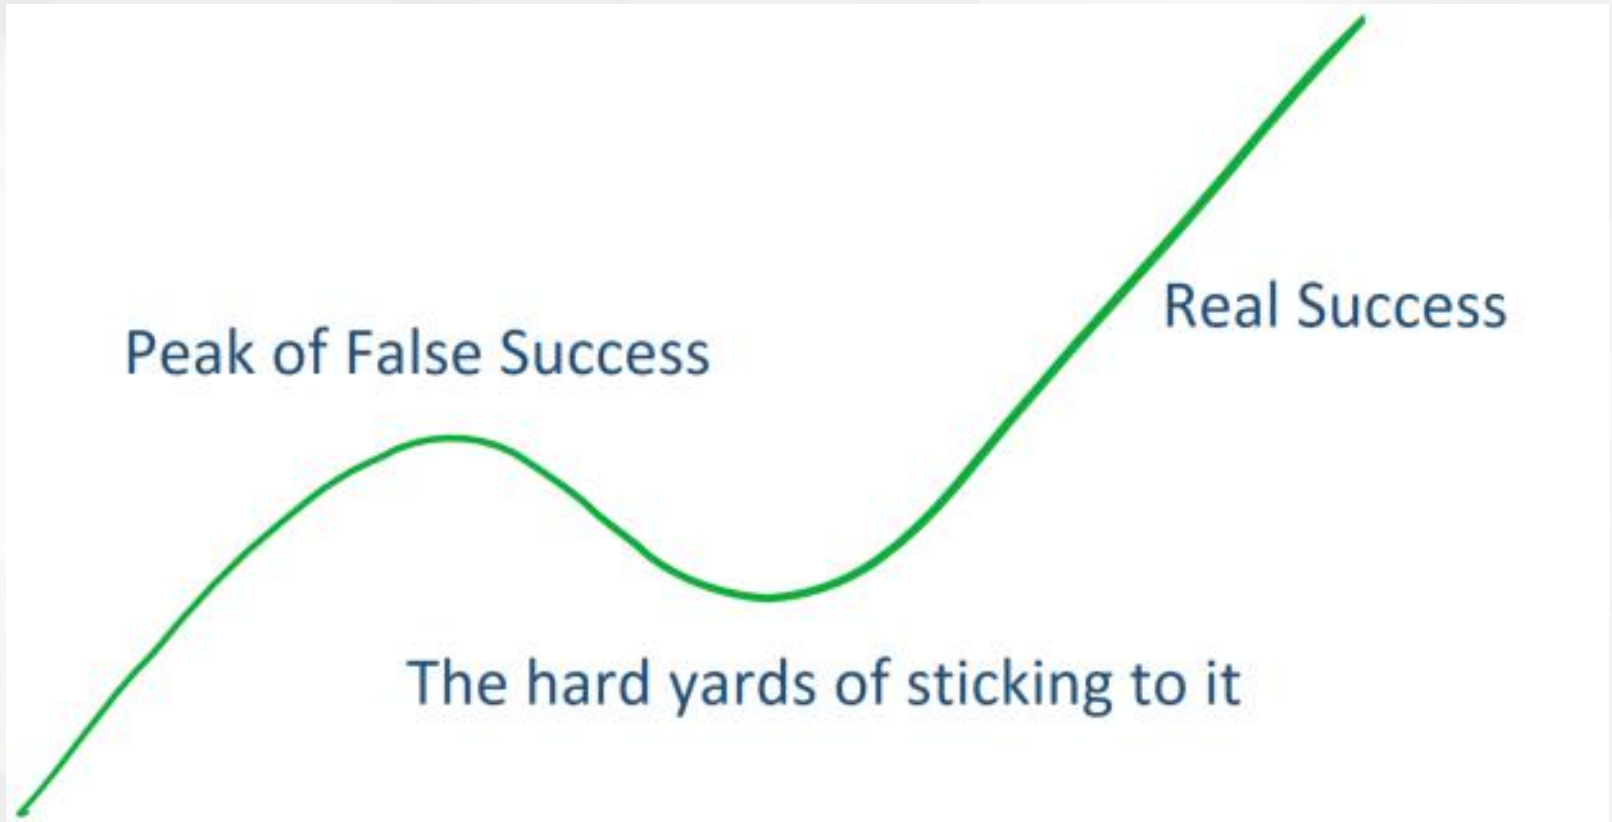 Peak of False Success
Real Success
The hard yards of sticking to it